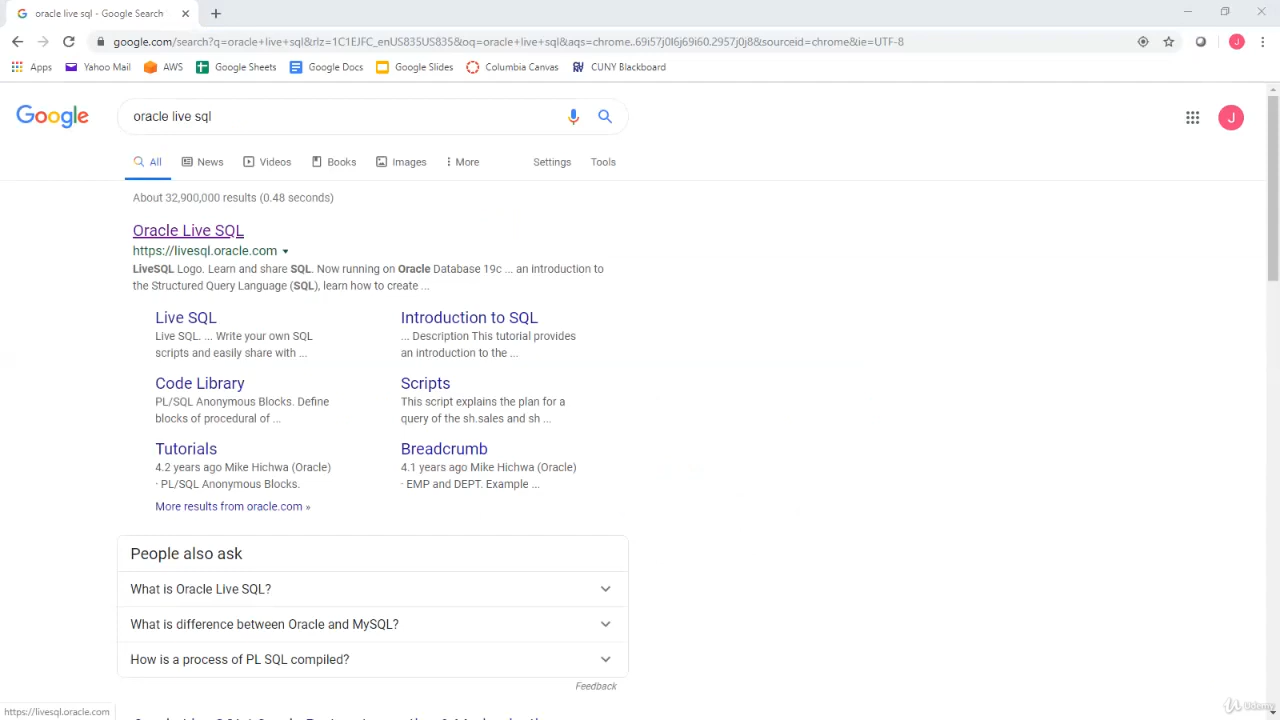 oracle live sql - Google Search
google.com/search?q=oracle+live+sql&rlz=1C1EJFC_enUS835US835&oq=oracle+live+sql&aqs=chrome..69i57j0l6j69i60.2957j0j8&sourceid=chrome&ie=UTF-8
J
Apps Yahoo Mail AWS Google Sheets Google Docs Google Slides Columbia Canvas CUNY Blackboard
Google
oracle live sql
J
All News Videos Books Images More Settings Tools
About 32,900,000 results (0.48 seconds)
Oracle Live SQL
https://livesql.oracle.com
LiveSQL Logo. Learn and share SQL. Now running on Oracle Database 19c ... an introduction to
the Structured Query Language (SQL), learn how to create ...
Live SQL
Live SQL. ... Write your own SQL
scripts and easily share with ...
Introduction to SQL
... Description This tutorial provides
an introduction to the ...
Code Library
PL/SQL Anonymous Blocks. Define
blocks of procedural of ...
Scripts
This script explains the plan for a
query of the sh.sales and sh ...
Tutorials
4.2 years ago Mike Hichwa (Oracle)
· PL/SQL Anonymous Blocks.
Breadcrumb
4.1 years ago Mike Hichwa (Oracle)
· EMP and DEPT. Example ...
More results from oracle.com »
People also ask
What is Oracle Live SQL?
What is difference between Oracle and MySQL?
How is a process of PL SQL compiled?
Feedback
https://livesql.oracle.com
Udemy